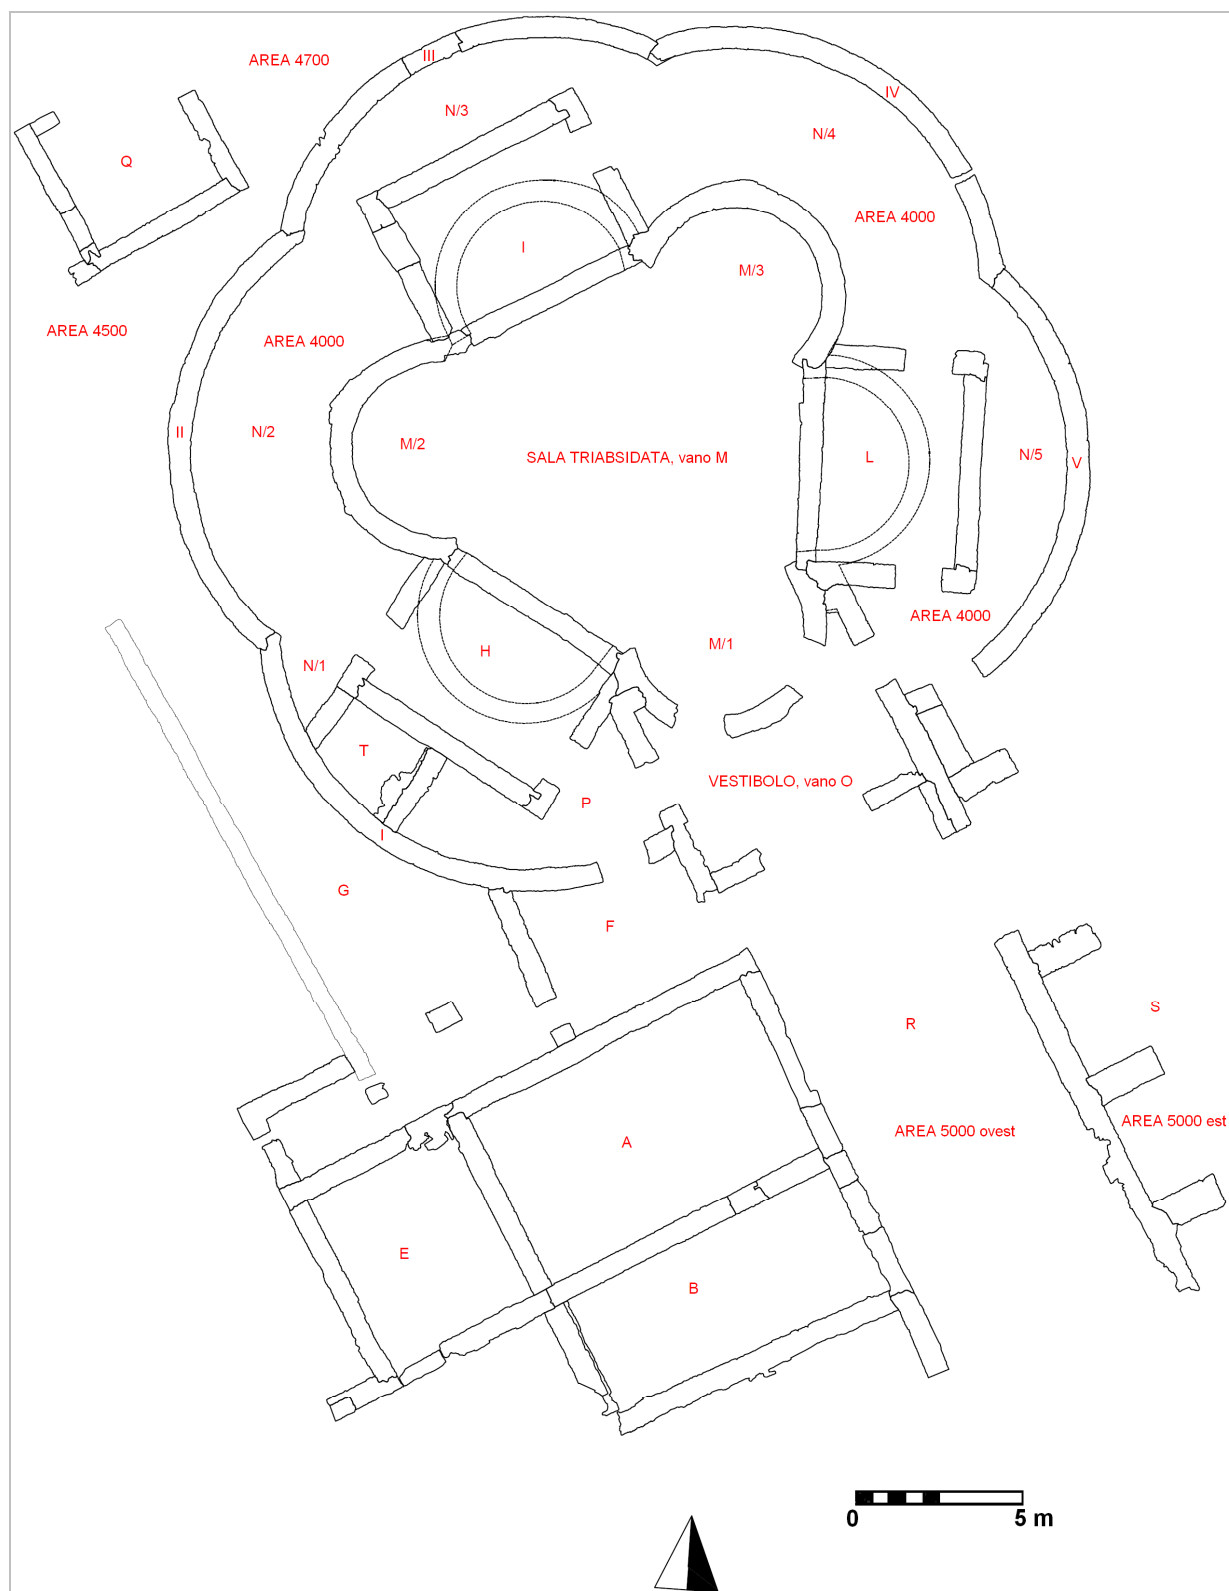 AREA 4700
III
IV
N/3
N/4
Q
AREA 4000
I
M/3
AREA 4500
AREA 4000
II
N/2
M/2
SALA TRIABSIDATA, vano M
L
N/5
V
AREA 4000
M/1
H
N/1
T
VESTIBOLO, vano O
P
I
G
F
S
R
AREA 5000 est
AREA 5000 ovest
A
E
B
0 5 m